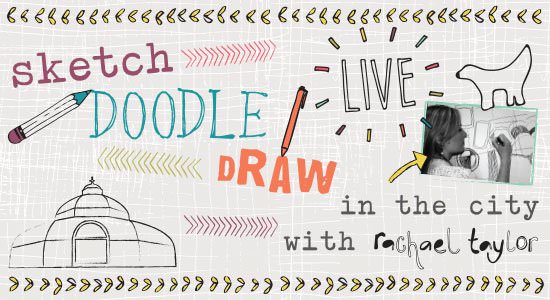 sketch
DOODLE
DRAW
LIVE
in the city
with rachael taylor